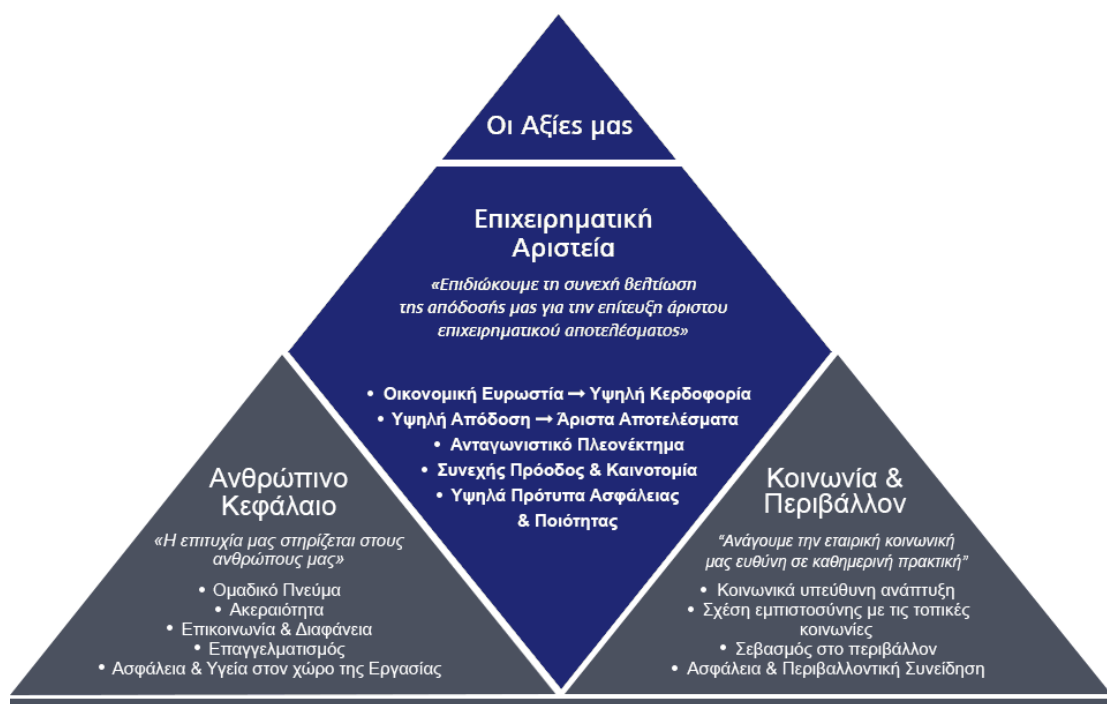 Οι Αξίες μας
Επιχειρηματική
Αριστεία
«Επιδιώκουμε τη συνεχή βελτίωση
της απόδοσής μας για την επίτευξη άριστου
επιχειρηματικού αποτελέσματος»
• Οικονομική Ευρωστία → Υψηλή Κερδοφορία
• Υψηλή Απόδοση → Άριστα Αποτελέσματα
• Ανταγωνιστικό Πλεονέκτημα
• Συνεχής Πρόοδος & Καινοτομία
• Υψηλά Πρότυπα Ασφάλειας
& Ποιότητας
Ανθρώπινο
Κεφάλαιο
«Η επιτυχία μας στηρίζεται στους
ανθρώπους μας»
• Ομαδικό Πνεύμα
• Ακεραιότητα
• Επικοινωνία & Διαφάνεια
• Επαγγελματισμός
• Ασφάλεια & Υγεία στον χώρο της Εργασίας
Κοινωνία &
Περιβάλλον
“Ανάγουμε την εταιρική κοινωνική
μας ευθύνη σε καθημερινή πρακτική”
• Κοινωνικά υπεύθυνη ανάπτυξη
• Σχέση εμπιστοσύνης με τις τοπικές
κοινωνίες
• Σεβασμός στο περιβάλλον
• Ασφάλεια & Περιβαλλοντική Συνείδηση